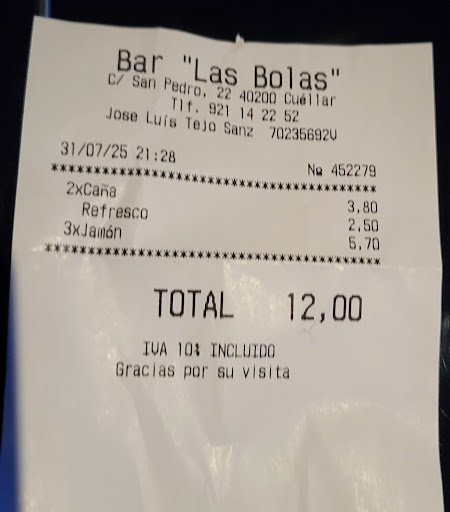 Bar "Las Bolas"
C/ San Pedro, 22 40200 Cuéllar
Tlf. 921 14 22 52
Jose Luís Tejo Sanz 70235692V
31/07/25 21:28 Nº 452279
****************************************
2xCaña 3,80
Refresco 2,50
3xJamón 5,70
****************************************
TOTAL 12,00
IVA 10% INCLUIDO
Gracias por su visita